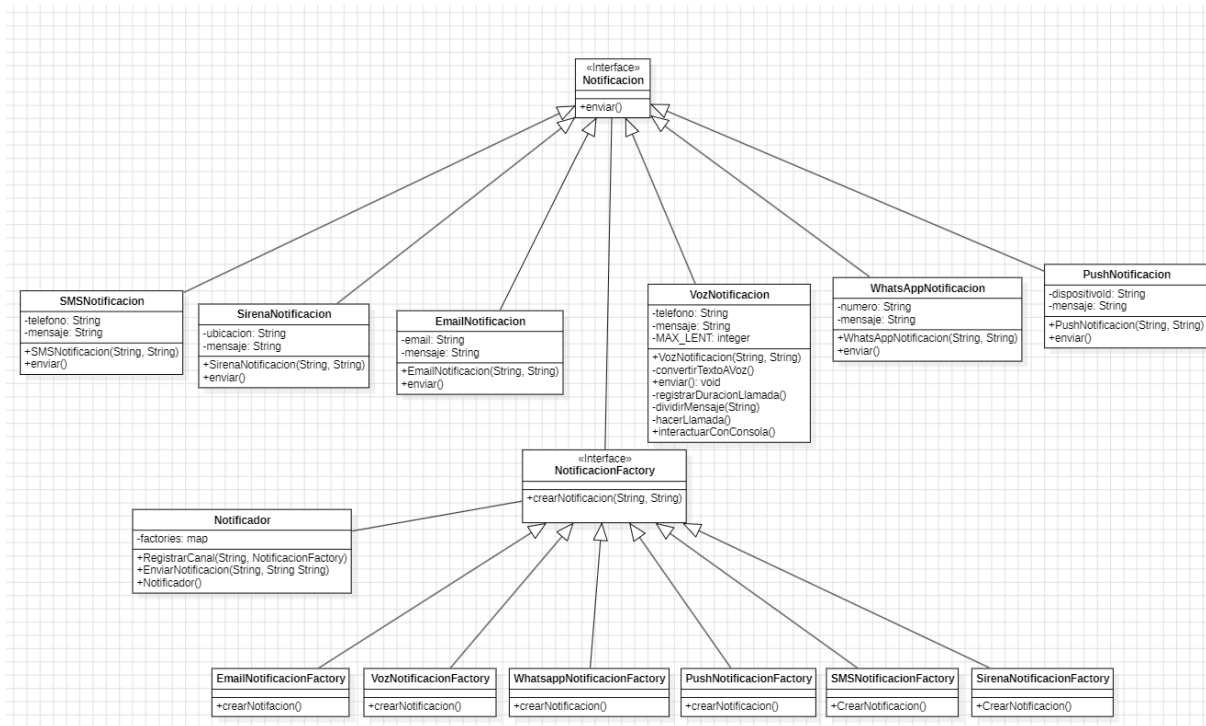 «Interface»
Notificacion
+enviar()
SMSNotificacion
-telefono: String
-mensaje: String
+SMSNotificacion(String, String)
+enviar()
SirenaNotificacion
-ubicacion: String
-mensaje: String
+SirenaNotificacion(String, String)
+enviar()
EmailNotificacion
-email: String
-mensaje: String
+EmailNotificacion(String, String)
+enviar()
VozNotificacion
-telefono: String
-mensaje: String
-MAX_LENT: integer
+VozNotificacion(String, String)
-convertirTextoAVoz()
+enviar(): void
-registrarDuracionLlamada()
-dividirMensaje(String)
-hacerLlamada()
+interactuarConConsola()
WhatsAppNotificacion
-numero: String
-mensaje: String
+WhatsAppNotificacion(String, String)
+enviar()
PushNotificacion
-dispositivoId: String
-mensaje: String
+PushNotificacion(String, String)
+enviar()
«Interface»
NotificacionFactory
+crearNotificacion(String, String)
Notificador
-factories: map
+RegistrarCanal(String, NotificacionFactory)
+EnviarNotificacion(String, String String)
+Notificador()
EmailNotificacionFactory
+crearNotifacion()
VozNotificacionFactory
+crearNotificacion()
WhatsappNotificacionFactory
+crearNotificacion()
PushNotificacionFactory
+crearNotificacion()
SMSNotificacionFactory
+CrearNotificacion()
SirenaNotificacionFactory
+CrearNotificacion()